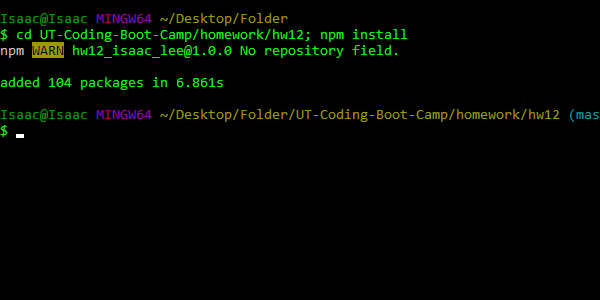 Isaac@Isaac MINGW64 ~/Desktop/Folder
$ cd UT-Coding-Boot-Camp/homework/hw12; npm install
npm WARN hw12_isaac_lee@1.0.0 No repository field.
added 104 packages in 6.861s
Isaac@Isaac MINGW64 ~/Desktop/Folder/UT-Coding-Boot-Camp/homework/hw12 (mas
$